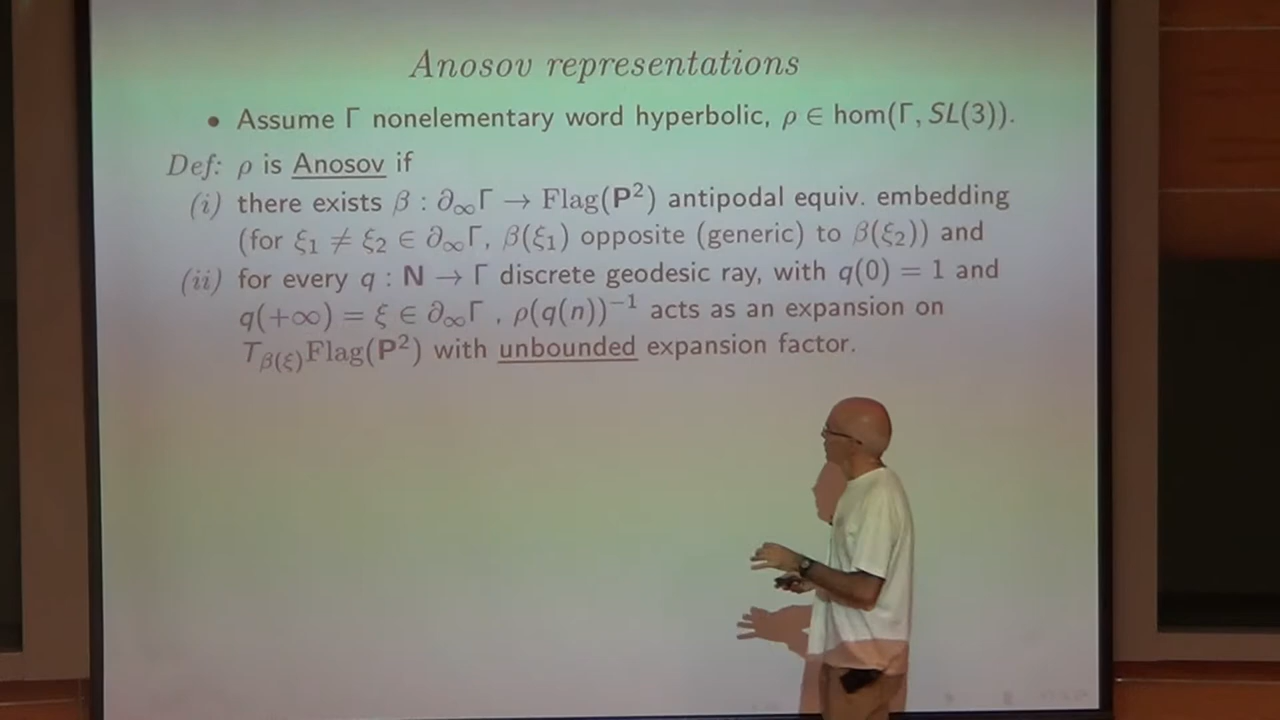 Anosov representations
• Assume Γ nonelementary word hyperbolic, ρ ∈ hom(Γ, SL(3)).
Def: ρ is Anosov if
(i) there exists β : ∂∞Γ → Flag(P²) antipodal equiv. embedding
(for ξ₁ ≠ ξ₂ ∈ ∂∞Γ, β(ξ₁) opposite (generic) to β(ξ₂)) and
(ii) for every q : N → Γ discrete geodesic ray, with q(0) = 1 and
q(+∞) = ξ ∈ ∂∞Γ , ρ(q(n))⁻¹ acts as an expansion on
T_β(ξ)Flag(P²) with unbounded expansion factor.